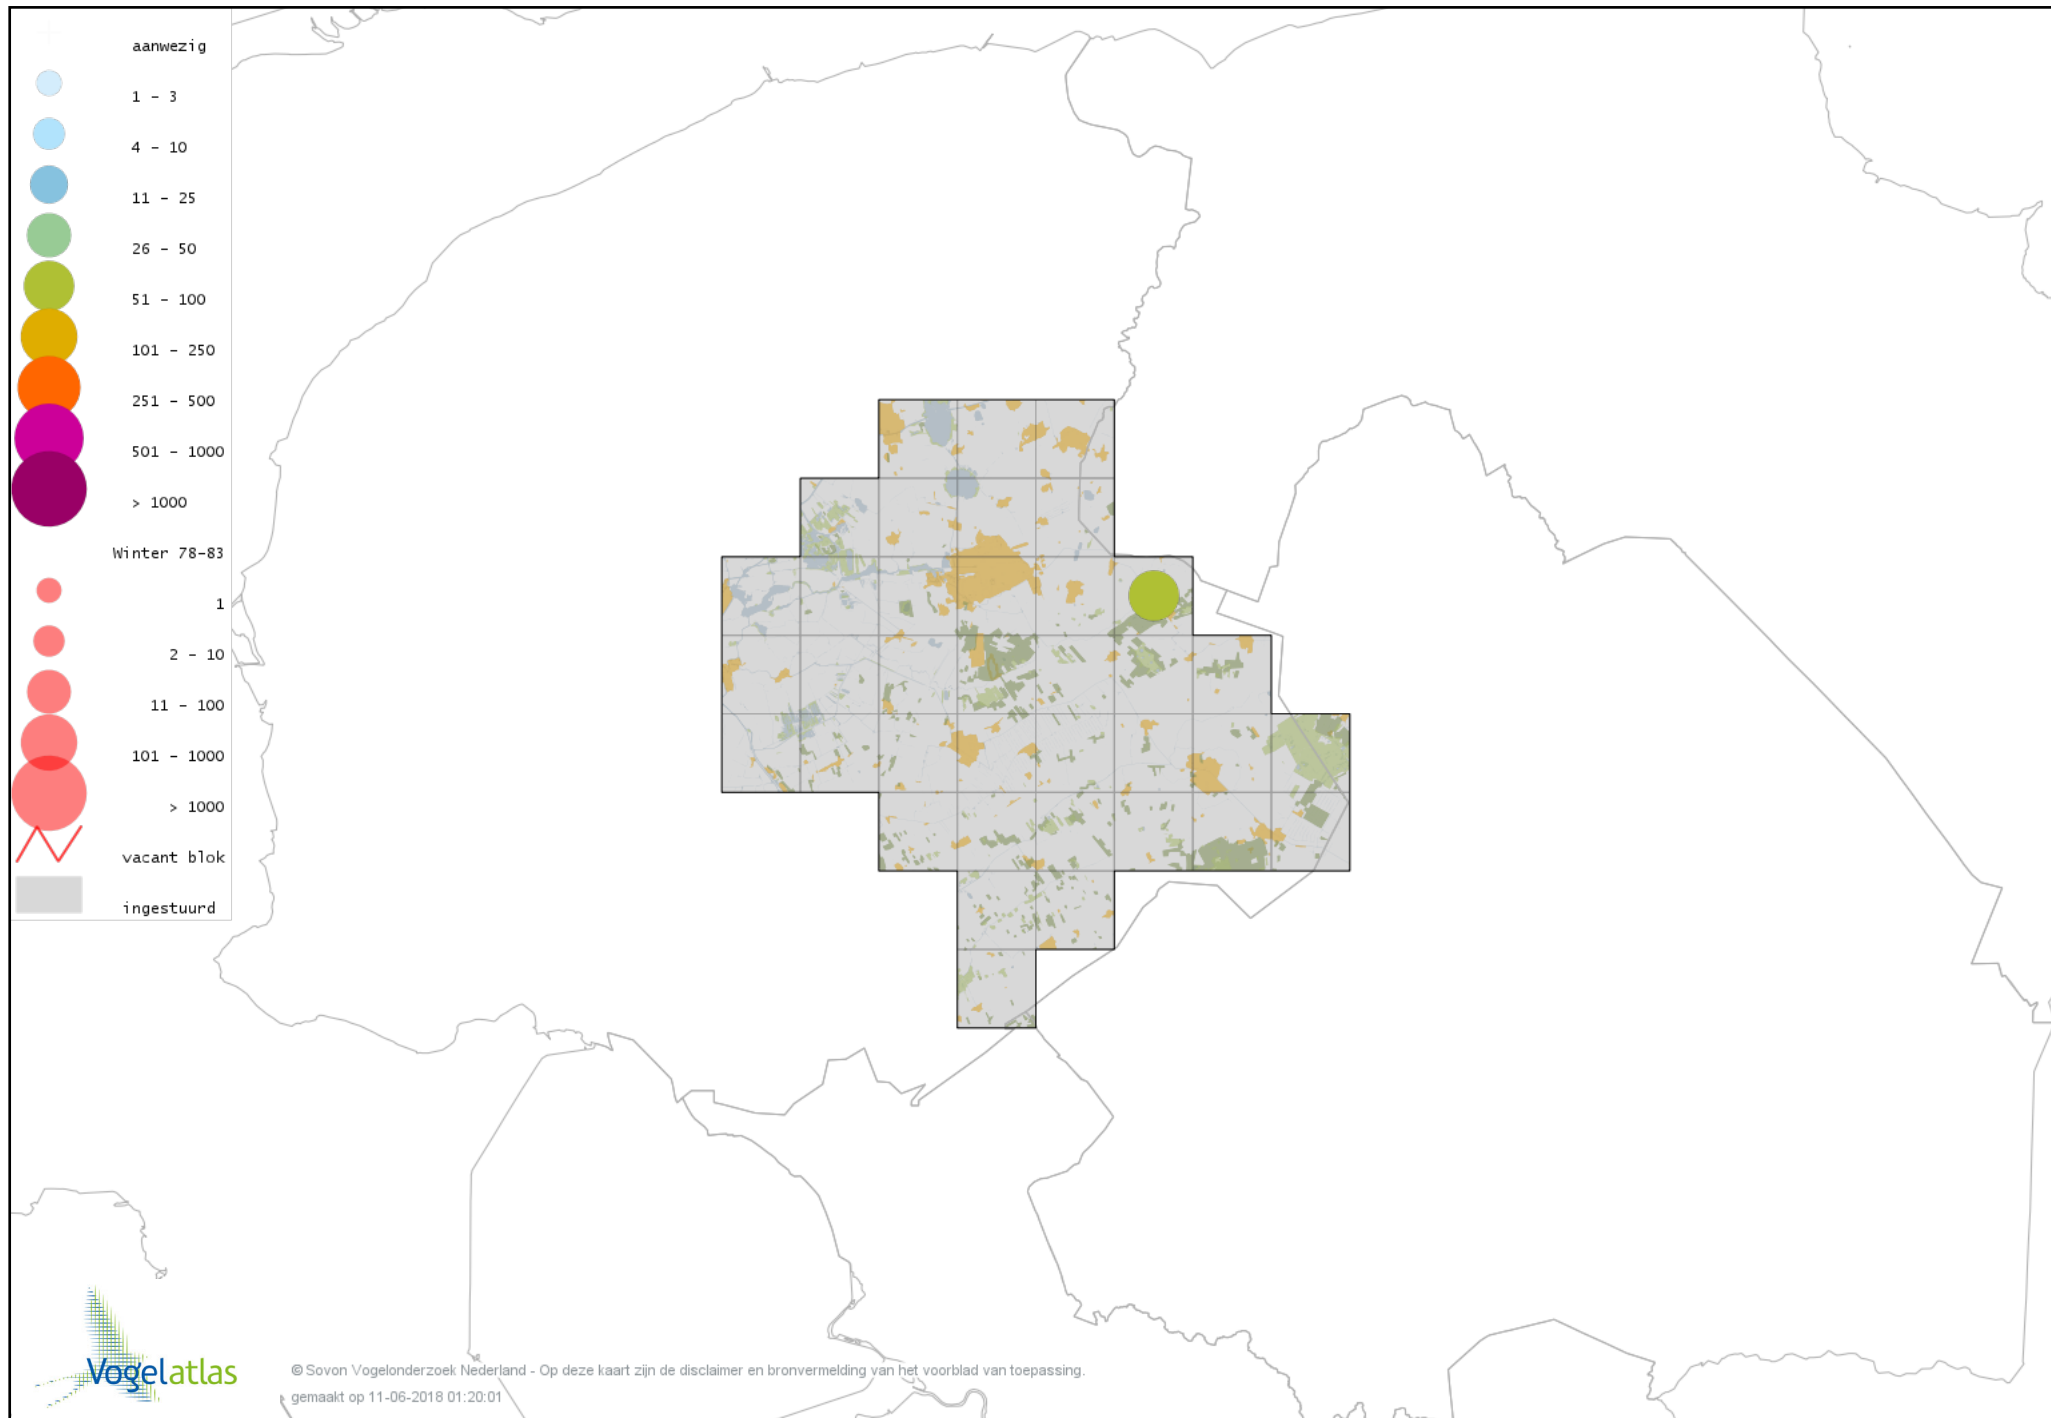 aanwezig
1 - 3
4 - 10
11 - 25
26 - 50
51 - 100
101 - 250
251 - 500
501 - 1000
> 1000
Winter 78-83
1
2 - 10
11 - 100
101 - 1000
> 1000
vacant blok
ingestuurd
Vogelatlas
© Sovon Vogelonderzoek Nederland - Op deze kaart zijn de disclaimer en bronvermelding van het voorblad van toepassing.
gemaakt op 11-06-2018 01:20:01